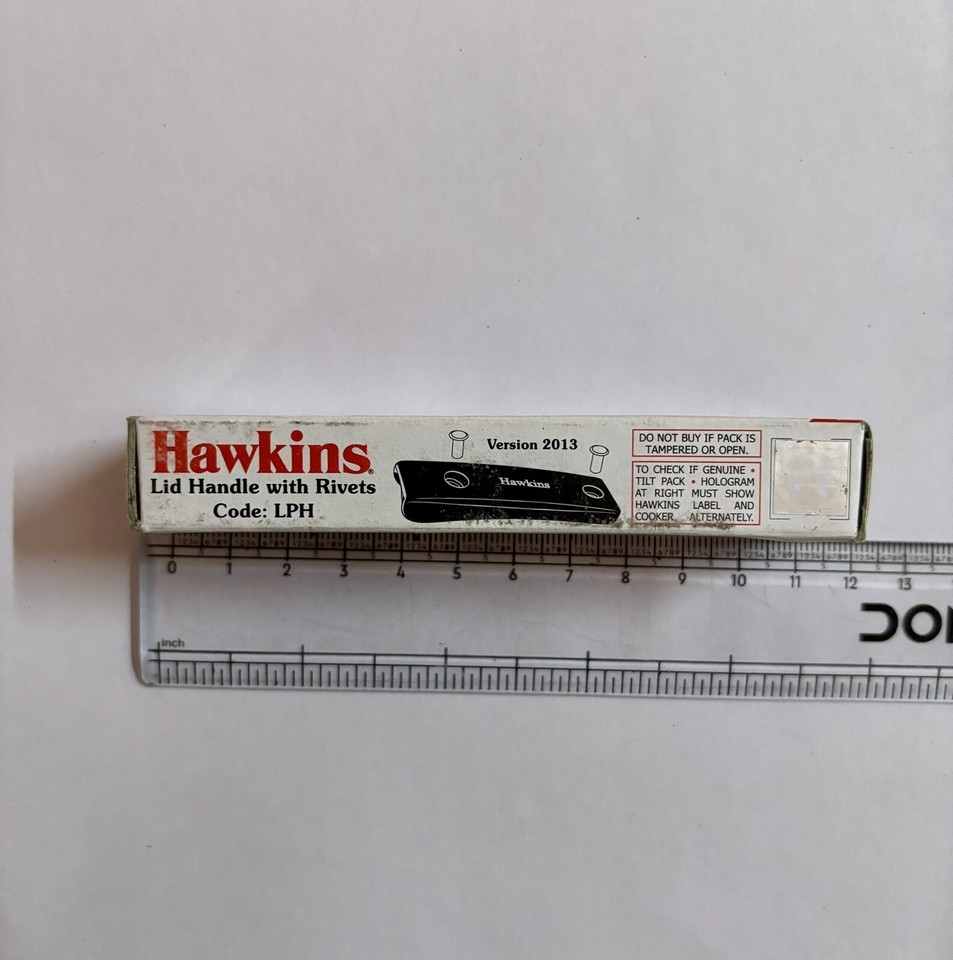 Hawkins®
Lid Handle with Rivets
Code: LPH
Version 2013
Hawkins
DO NOT BUY IF PACK IS
TAMPERED OR OPEN.
TO CHECK IF GENUINE •
TILT PACK • HOLOGRAM
AT RIGHT MUST SHOW
HAWKINS LABEL AND
COOKER ALTERNATELY.
0 1 2 3 4 5 6 7 8 9 10 11 12 13
inch